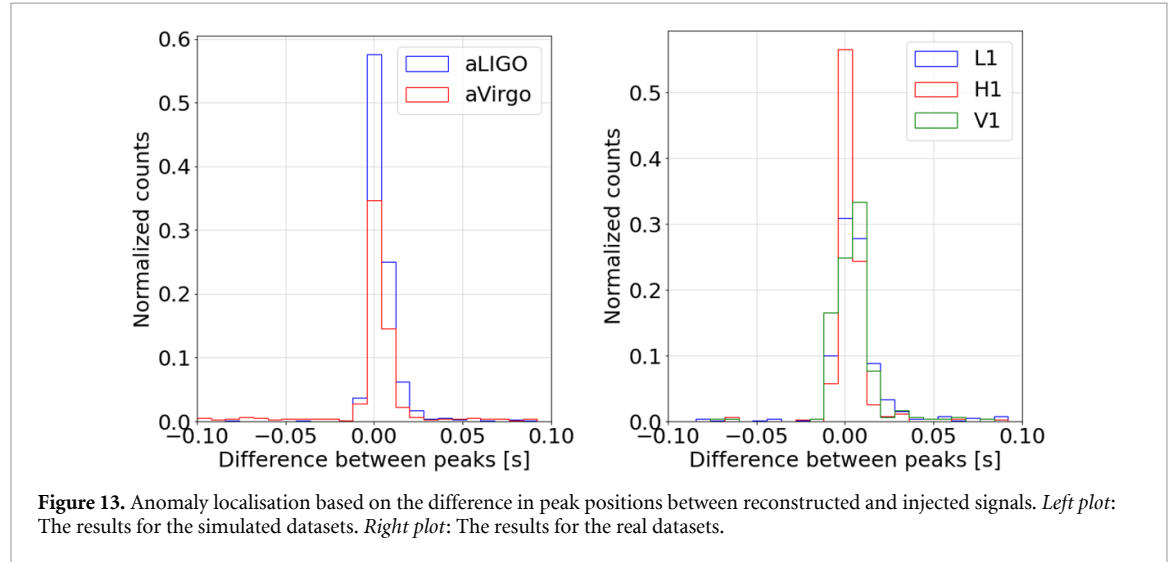 0.6
0.5
0.4
0.3
0.2
0.1
0.0
Normalized counts
−0.10 −0.05 0.00 0.05 0.10
Difference between peaks [s]
aLIGO
aVirgo
0.5
0.4
0.3
0.2
0.1
0.0
Normalized counts
−0.10 −0.05 0.00 0.05 0.10
Difference between peaks [s]
L1
H1
V1
Figure 13. Anomaly localisation based on the difference in peak positions between reconstructed and injected signals. Left plot:
The results for the simulated datasets. Right plot: The results for the real datasets.